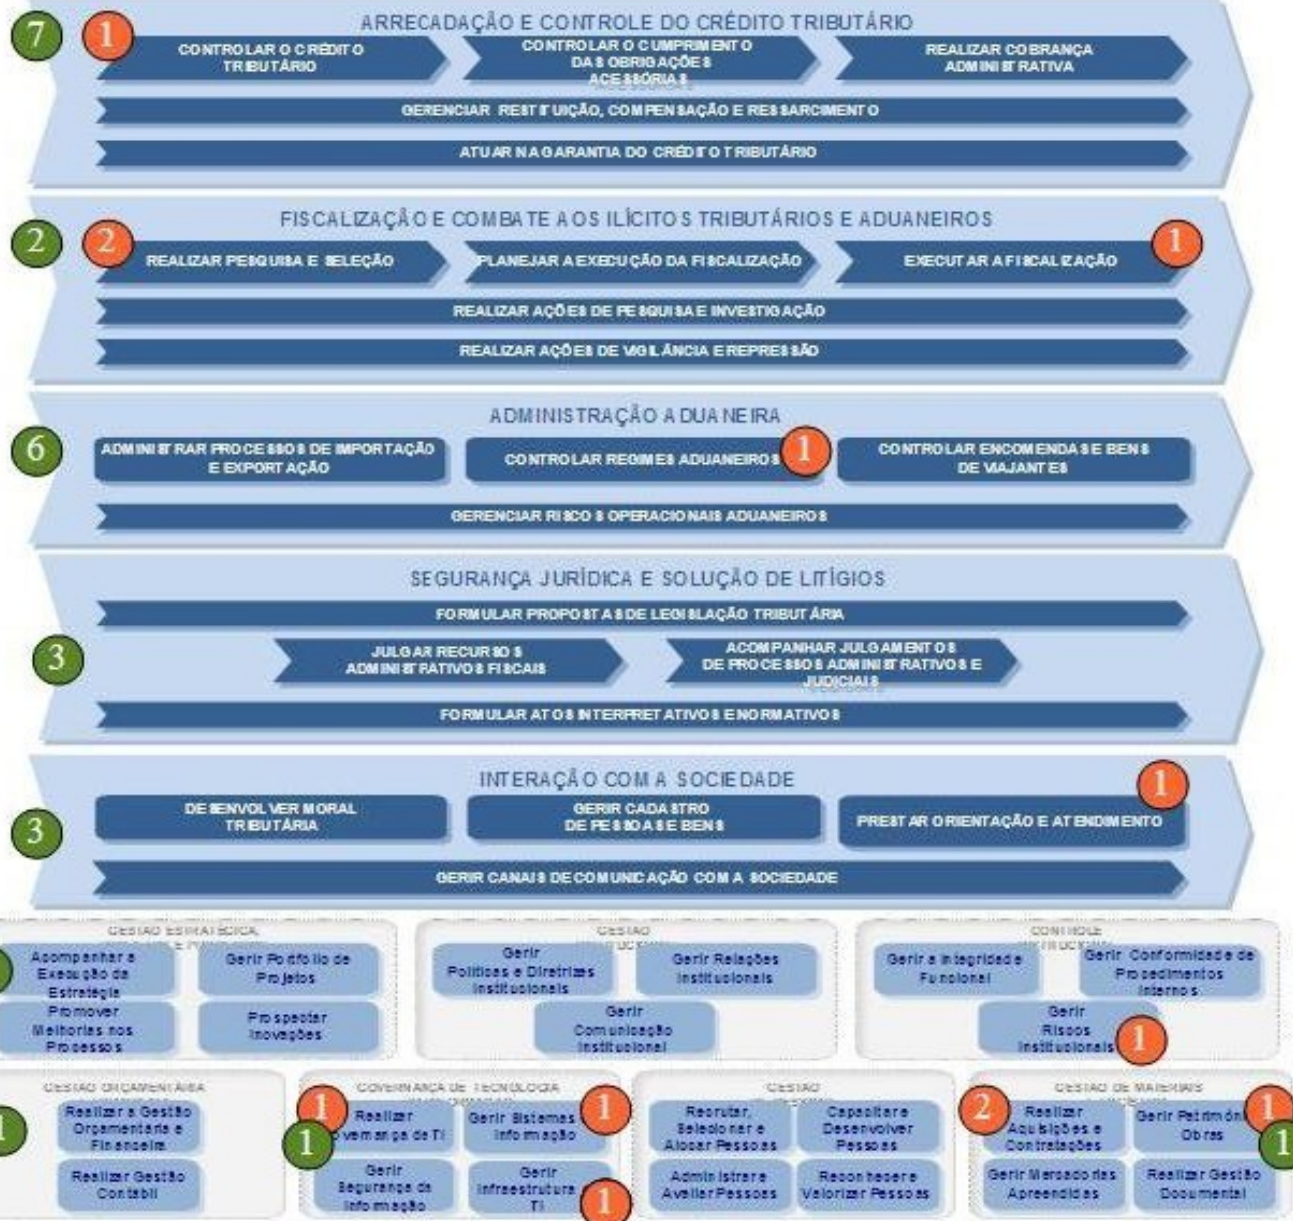 ARRECADAÇÃO E CONTROLE DO CRÉDITO TRIBUTÁRIO
7
1
CONTROLAR O CRÉDITO
TRIBUTÁRIO
CONTROLAR O CUMPRIMENTO
DAS OBRIGAÇÕES
ACESSÓRIAS
REALIZAR COBRANÇA
ADMINISTRATIVA
GERENCIAR RESTITUIÇÃO, COMPENSAÇÃO E RESSARCIMENTO
ATUAR NA GARANTIA DO CRÉDITO TRIBUTÁRIO
FISCALIZAÇÃO E COMBATE AOS ILÍCITOS TRIBUTÁRIOS E ADUANEIROS
2
2
REALIZAR PESQUISA E SELEÇÃO
PLANEJAR A EXECUÇÃO DA FISCALIZAÇÃO
EXECUTAR A FISCALIZAÇÃO
1
REALIZAR AÇÕES DE PESQUISA E INVESTIGAÇÃO
REALIZAR AÇÕES DE VIGILÂNCIA E REPRESSÃO
ADMINISTRAÇÃO ADUANEIRA
6
ADMINISTRAR PROCESSOS DE IMPORTAÇÃO
E EXPORTAÇÃO
CONTROLAR REGIMES ADUANEIROS
1
CONTROLAR ENCOMENDAS E BENS
DE VIAJANTES
GERENCIAR RISCOS OPERACIONAIS ADUANEIROS
SEGURANÇA JURÍDICA E SOLUÇÃO DE LITÍGIOS
FORMULAR PROPOSTAS DE LEGISLAÇÃO TRIBUTÁRIA
3
JULGAR RECURSOS
ADMINISTRATIVOS FISCAIS
ACOMPANHAR JULGAMENTOS
DE PROCESSOS ADMINISTRATIVOS E
JUDICIAIS
FORMULAR ATOS INTERPRETATIVOS E NORMATIVOS
INTERAÇÃO COM A SOCIEDADE
3
DESENVOLVER MORAL
TRIBUTÁRIA
GERIR CADASTRO
DE PESSOAS E BENS
PRESTAR ORIENTAÇÃO E ATENDIMENTO
1
GERIR CANAIS DE COMUNICAÇÃO COM A SOCIEDADE
GESTÃO ESTRATÉGICA,
Acompanhar a
Execução da
Estratégia
Gerir Portfólio de
Projetos
Promover
Melhorias nos
Processos
Prospectar
Inovações
GESTÃO
Gerir
Políticas e Diretrizes
Institucionais
Gerir Relações
Institucionais
Gerir
Comunicação
Institucional
CONTROLE
Gerir a Integridade
Funcional
Gerir Conformidade de
Procedimentos
Internos
Gerir
Riscos
Institucionais
1
GESTÃO ORÇAMENTÁRIA
1
Realizar a Gestão
Orçamentária e
Financeira
Realizar Gestão
Contábil
GOVERNANÇA DE TECNOLOGIA
1
1
Realizar
Governança de TI
Gerir Sistemas
Informação
1
Gerir
Segurança da
Informação
Gerir
Infraestrutura
TI
1
GESTÃO
Recrutar,
Selecionar e
Alocar Pessoas
Capacitar e
Desenvolver
Pessoas
Administrar e
Avaliar Pessoas
Reconhecer e
Valorizar Pessoas
GESTÃO DE MATERIAIS
2
Realizar
Aquisições e
Contratações
Gerir Patrimônio
Obras
1
1
Gerir Mercadorias
Apreendidas
Realizar Gestão
Documental